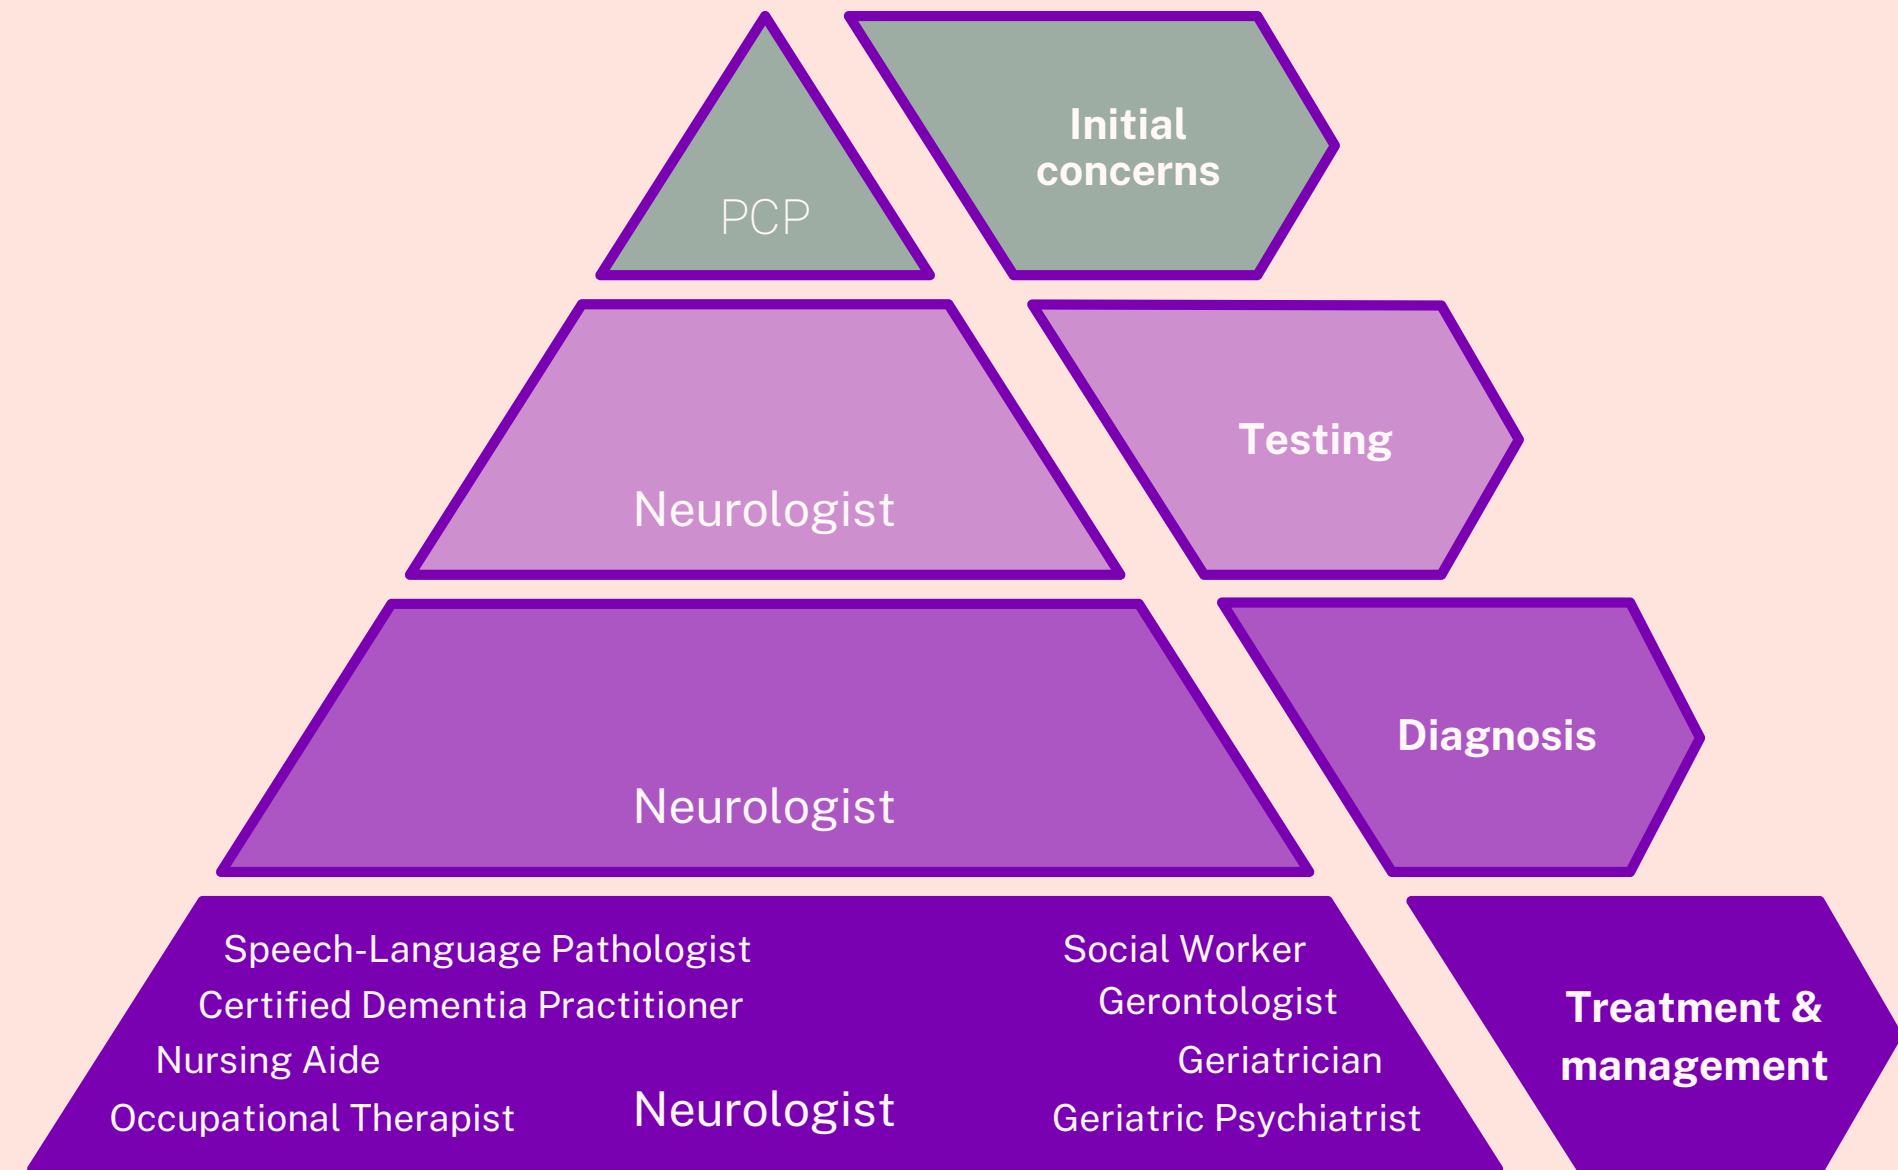 PCP
Initial
concerns
Neurologist
Testing
Neurologist
Diagnosis
Speech-Language Pathologist
Certified Dementia Practitioner
Nursing Aide
Occupational Therapist
Neurologist
Social Worker
Gerontologist
Geriatrician
Geriatric Psychiatrist
Treatment &
management